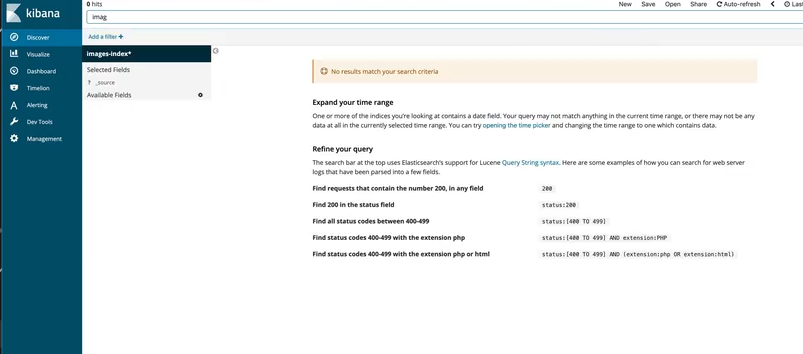 kibana
Discover
Visualize
Dashboard
Timelion
Alerting
Dev Tools
Management
0 hits
New Save Open Share Auto-refresh Last
imag
Add a filter +
images-index*
Selected Fields
? _source
Available Fields
No results match your search criteria
Expand your time range
One or more of the indices you're looking at contains a date field. Your query may not match anything in the current time range, or there may not be any
data at all in the currently selected time range. You can try opening the time picker and changing the time range to one which contains data.
Refine your query
The search bar at the top uses Elasticsearch's support for Lucene Query String syntax. Here are some examples of how you can search for web server
logs that have been parsed into a few fields.
Find requests that contain the number 200, in any field 200
Find 200 in the status field status:200
Find all status codes between 400-499 status:[400 TO 499]
Find status codes 400-499 with the extension php status:[400 TO 499] AND extension:PHP
Find status codes 400-499 with the extension php or html status:[400 TO 499] AND (extension:php OR extension:html)